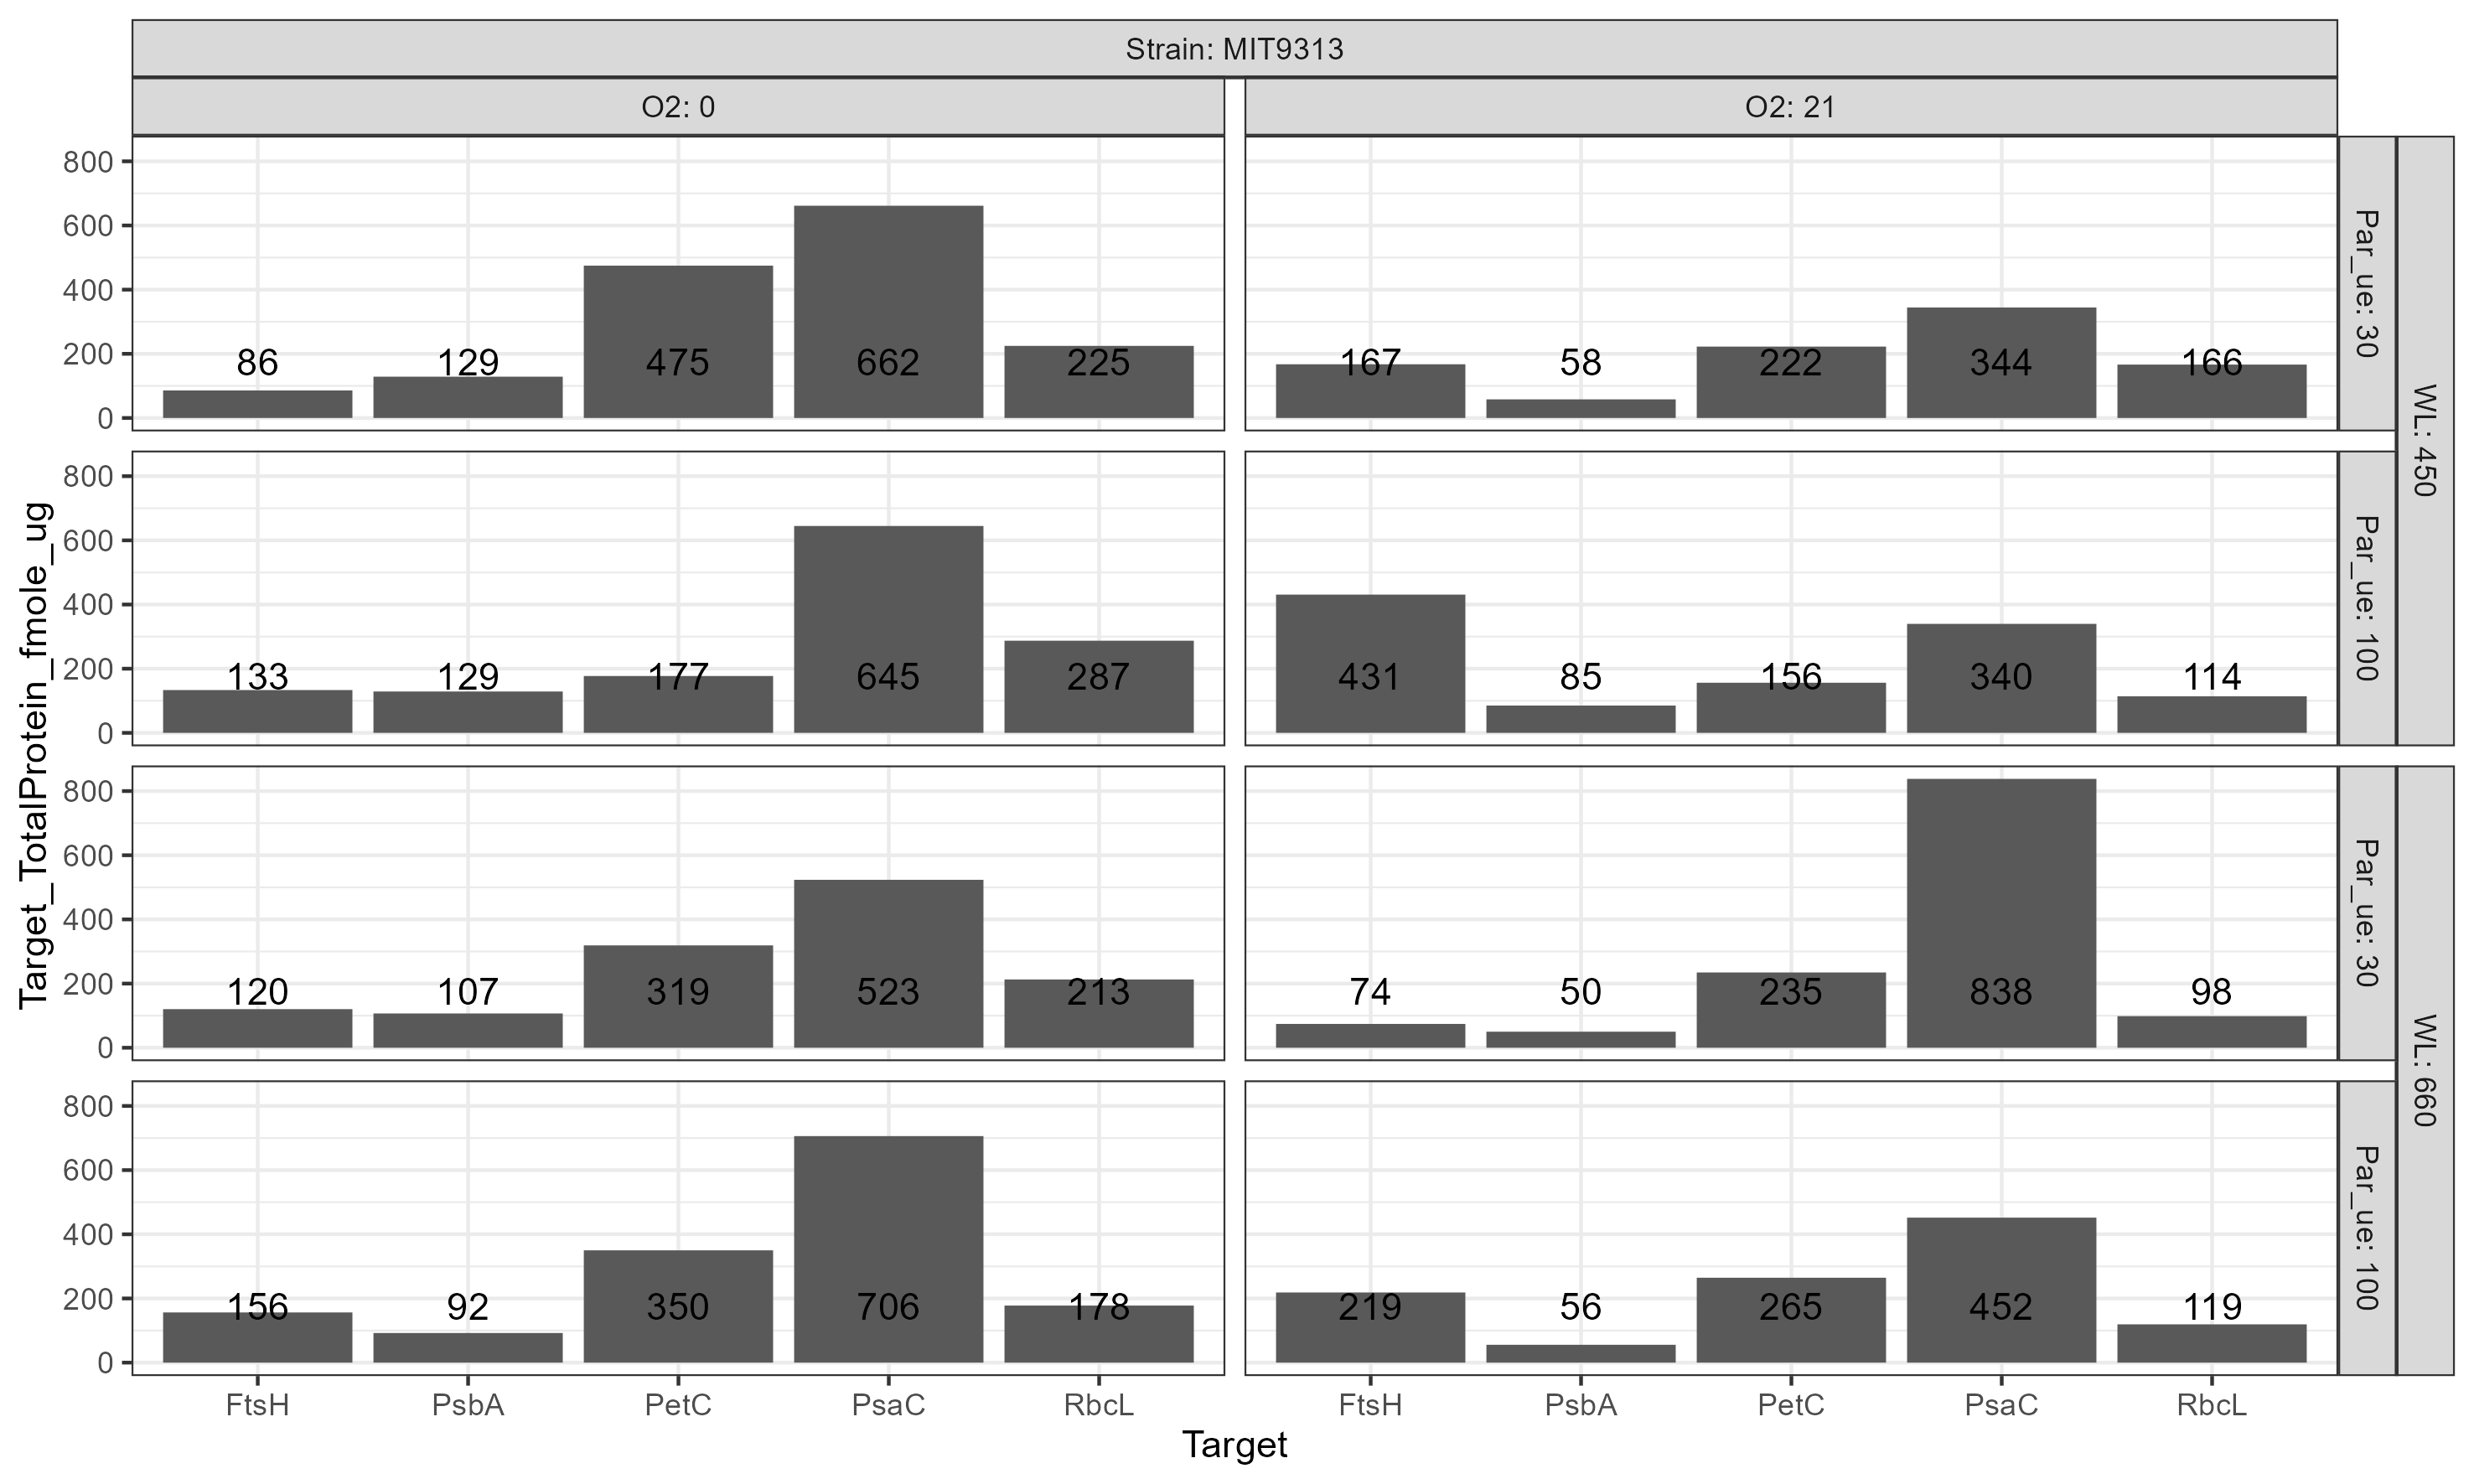 Strain: MIT9313
O2: 0
O2: 21
800
600
400
200
0
86
129
475
662
225
167
58
222
344
166
Par_ue: 30
WL: 450
800
600
400
200
0
133
129
177
645
287
431
85
156
340
114
Par_ue: 100
Target_TotalProtein_fmole_ug
800
600
400
200
0
120
107
319
523
213
74
50
235
838
98
Par_ue: 30
WL: 660
800
600
400
200
0
156
92
350
706
178
219
56
265
452
119
Par_ue: 100
FtsH
PsbA
PetC
PsaC
RbcL
FtsH
PsbA
PetC
PsaC
RbcL
Target